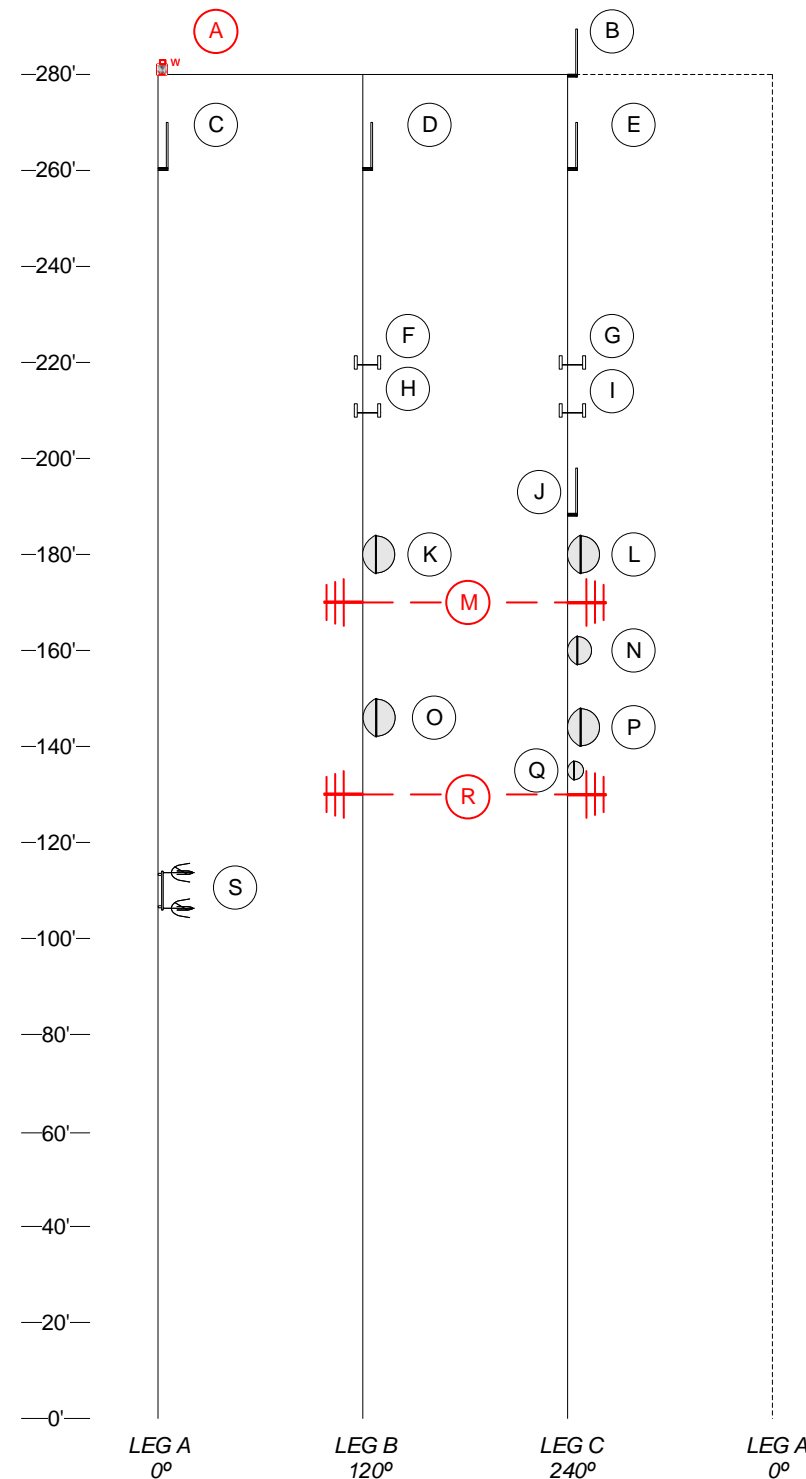 A
B
W
280'
C
D
E
260'
240'
F
G
220'
H
I
200'
J
K
L
180'
M
160'
N
O
P
140'
Q
R
120'
S
100'
80'
60'
40'
20'
0'
LEG A
0º
LEG B
120º
LEG C
240º
LEG A
0º